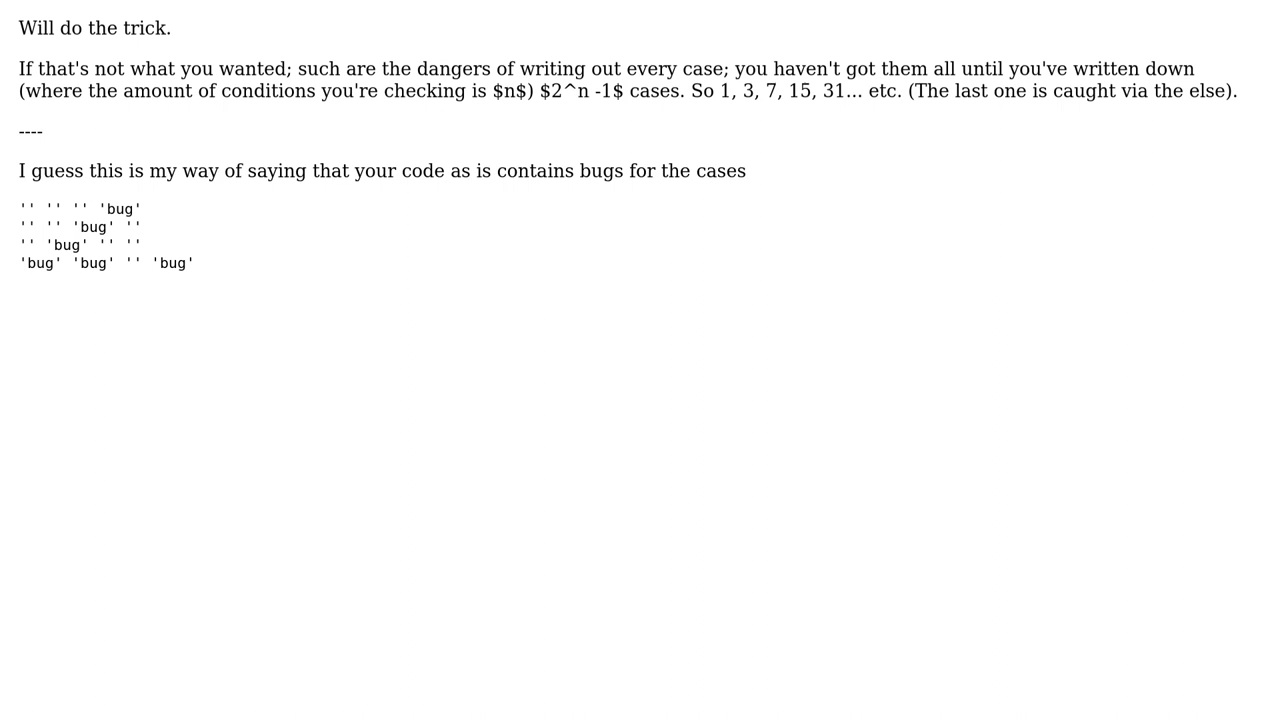 Will do the trick.
If that's not what you wanted; such are the dangers of writing out every case; you haven't got them all until you've written down
(where the amount of conditions you're checking is $n$) $2^n -1$ cases. So 1, 3, 7, 15, 31... etc. (The last one is caught via the else).
----
I guess this is my way of saying that your code as is contains bugs for the cases
'' '' '' 'bug'
'' '' 'bug' ''
'' 'bug' '' ''
'bug' 'bug' '' 'bug'